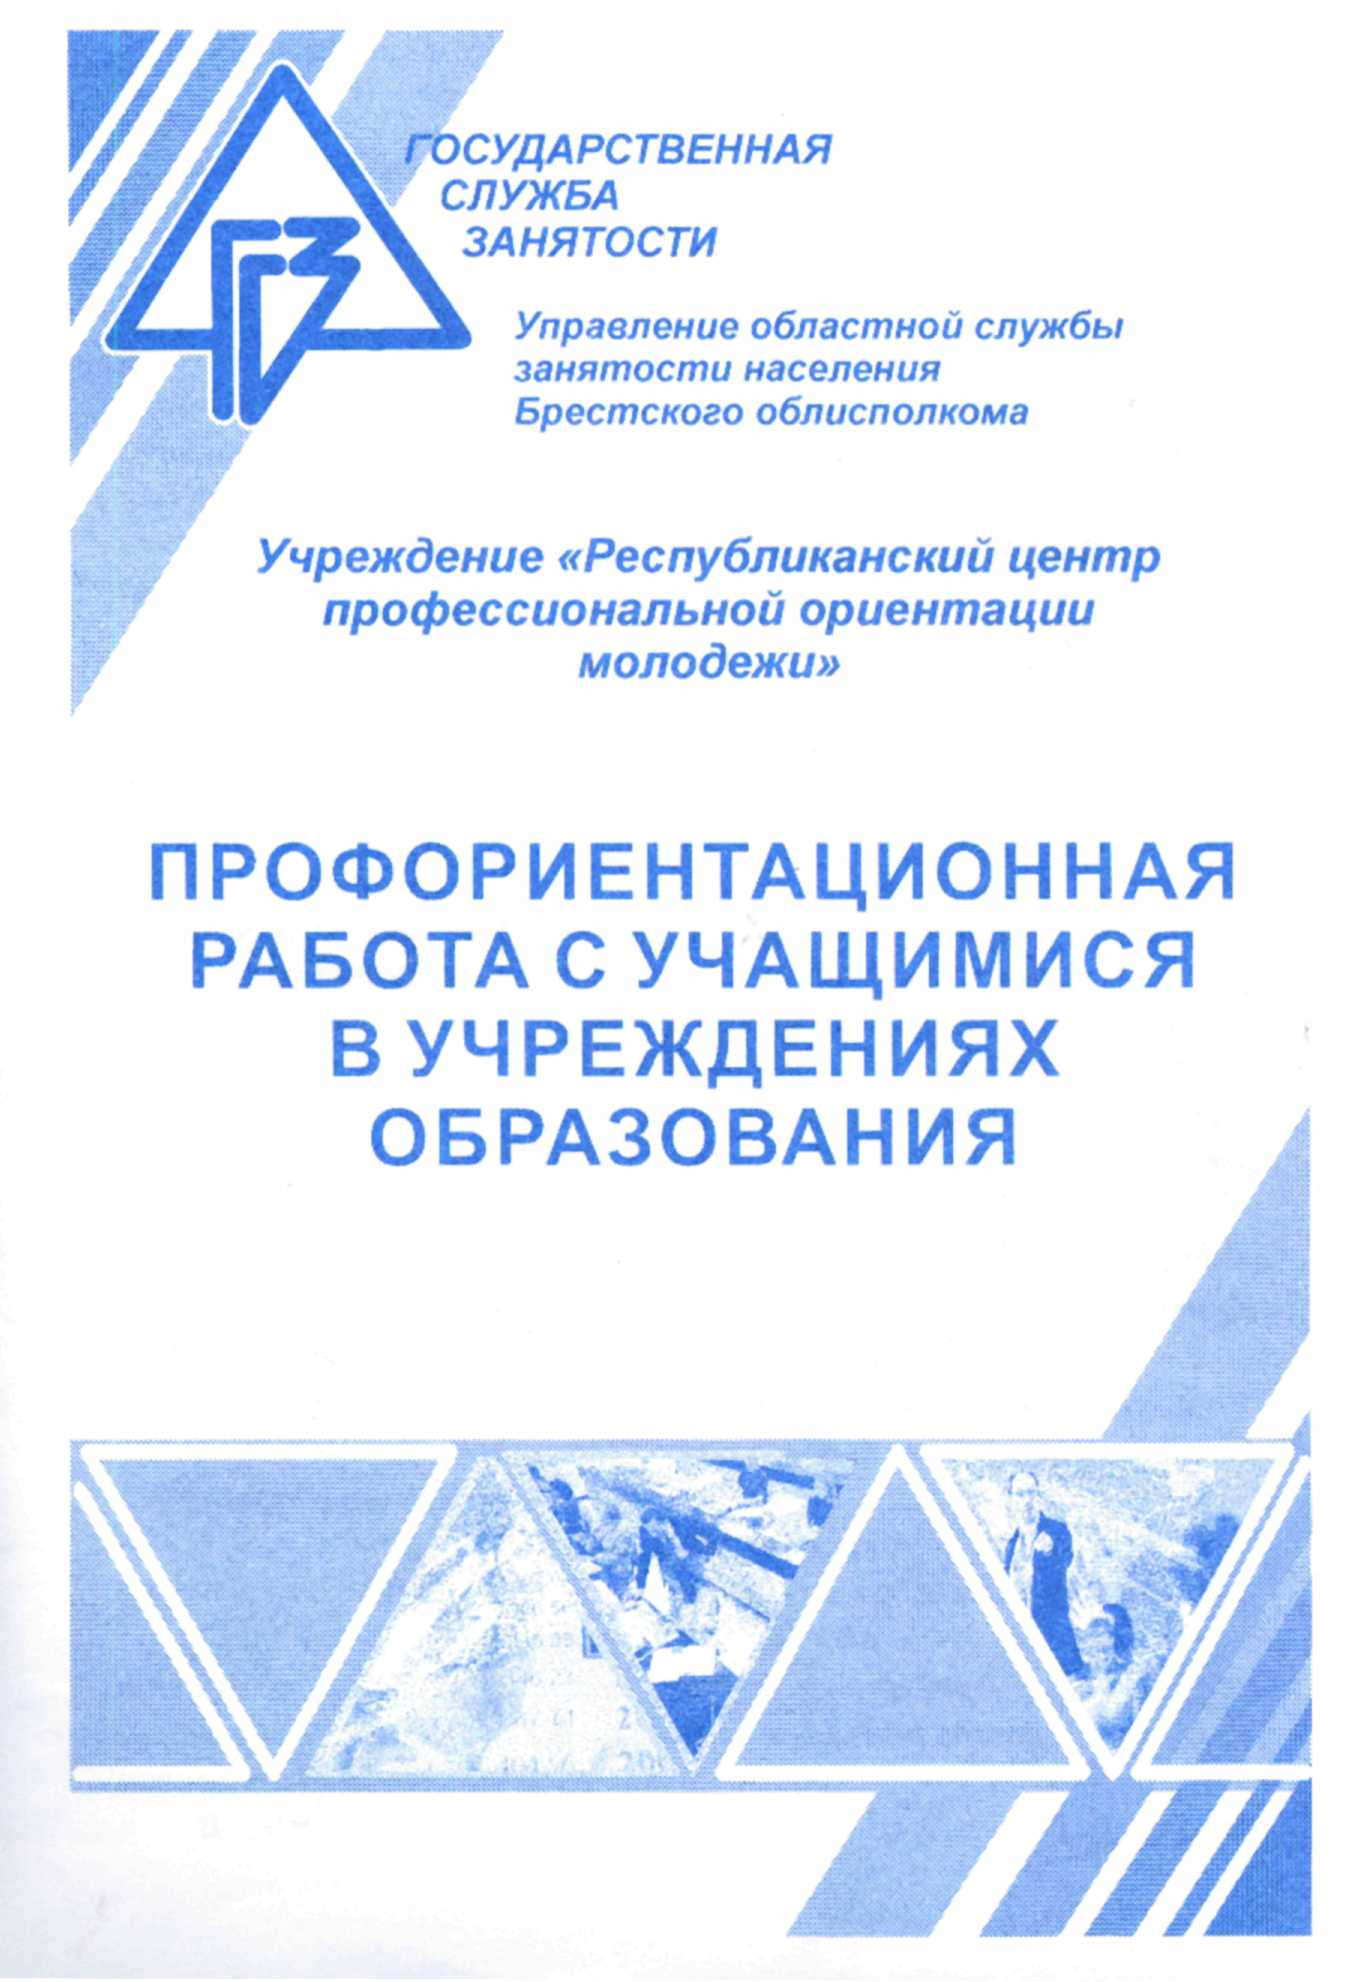 ГОСУДАРСТВЕННАЯ
СЛУЖБА
ЗАНЯТОСТИ
ГСЗ
Управление областной службы
занятости населения
Брестского облисполкома
Учреждение «Республиканский центр
профессиональной ориентации
молодежи»
ПРОФОРИЕНТАЦИОННАЯ
РАБОТА С УЧАЩИМИСЯ
В УЧРЕЖДЕНИЯХ
ОБРАЗОВАНИЯ